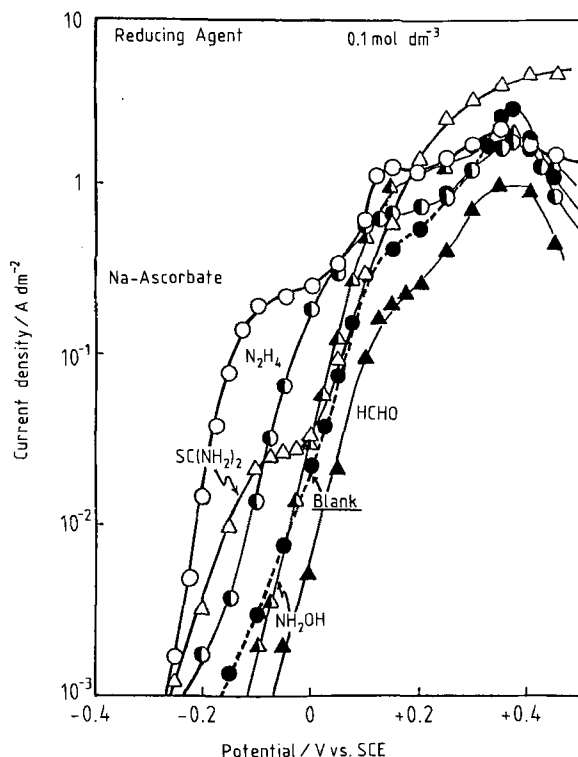 Reducing Agent 0.1 mol dm⁻³
10
1
10⁻¹
10⁻²
10⁻³
Current density / A dm⁻²
Na-Ascorbate
N₂H₄
SC(NH₂)₂
HCHO
Blank
NH₂OH
-0.4
-0.2
0
+0.2
+0.4
Potential / V vs. SCE